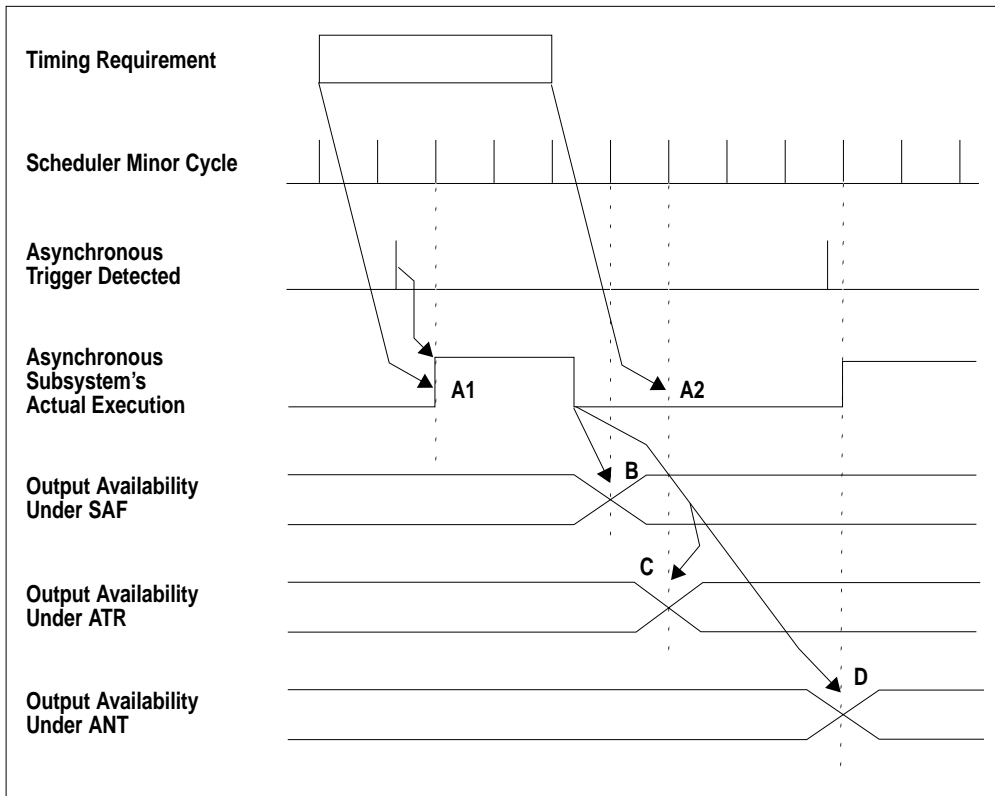 Timing Requirement
Scheduler Minor Cycle
Asynchronous
Trigger Detected
Asynchronous
Subsystem's
Actual Execution
A1
A2
Output Availability
Under SAF
B
Output Availability
Under ATR
C
Output Availability
Under ANT
D